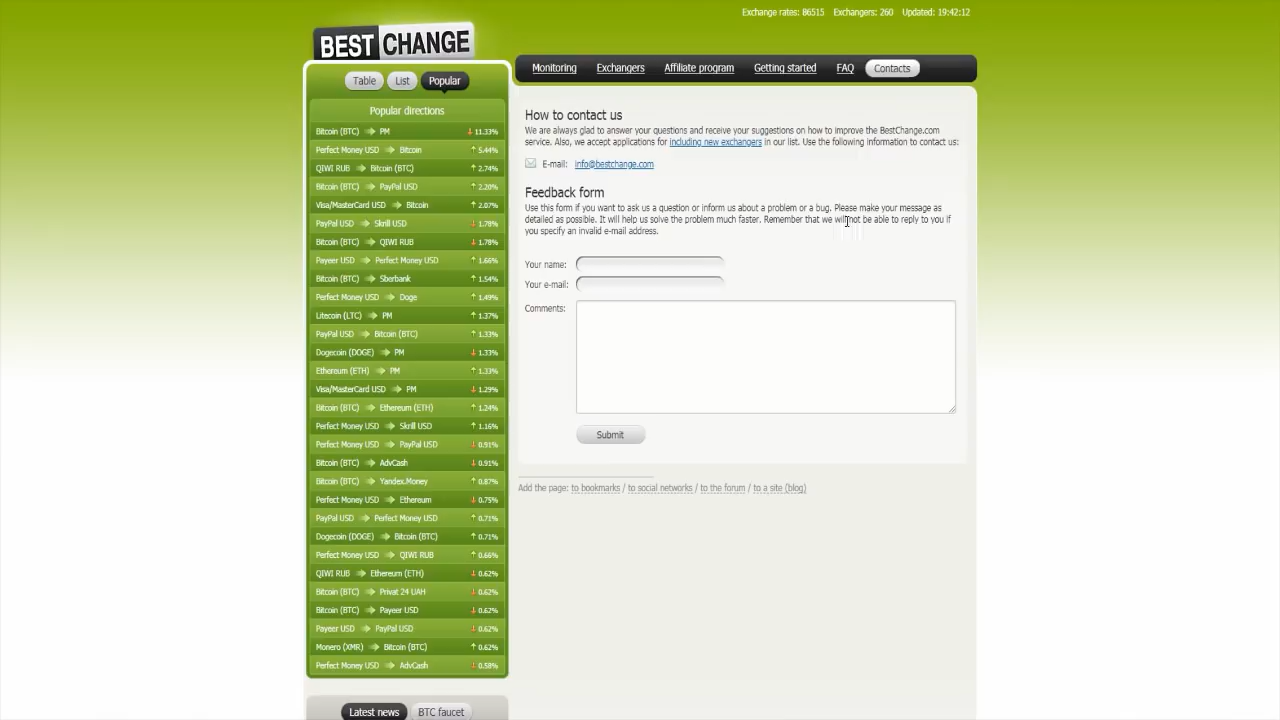 Exchange rates: 86515 Exchangers: 260 Updated: 19:42:12
BEST CHANGE
Monitoring Exchangers Affiliate program Getting started FAQ Contacts
Table List Popular
Popular directions
Bitcoin (BTC) PM 11.33%
Perfect Money USD Bitcoin 5.44%
QIWI RUB Bitcoin (BTC) 2.74%
Bitcoin (BTC) PayPal USD 2.20%
Visa/MasterCard USD Bitcoin 2.07%
PayPal USD Skrill USD 1.78%
Bitcoin (BTC) QIWI RUB 1.78%
Payeer USD Perfect Money USD 1.66%
Bitcoin (BTC) Sberbank 1.54%
Perfect Money USD Doge 1.49%
Litecoin (LTC) PM 1.37%
PayPal USD Bitcoin (BTC) 1.33%
Dogecoin (DOGE) PM 1.33%
Ethereum (ETH) PM 1.33%
Visa/MasterCard USD PM 1.29%
Bitcoin (BTC) Ethereum (ETH) 1.24%
Perfect Money USD Skrill USD 1.16%
Perfect Money USD PayPal USD 0.91%
Bitcoin (BTC) AdvCash 0.91%
Bitcoin (BTC) Yandex.Money 0.87%
Perfect Money USD Ethereum 0.75%
PayPal USD Perfect Money USD 0.71%
Dogecoin (DOGE) Bitcoin (BTC) 0.71%
Perfect Money USD QIWI RUB 0.66%
QIWI RUB Ethereum (ETH) 0.62%
Bitcoin (BTC) Privat 24 UAH 0.62%
Bitcoin (BTC) Payeer USD 0.62%
Payeer USD PayPal USD 0.62%
Monero (XMR) Bitcoin (BTC) 0.62%
Perfect Money USD AdvCash 0.58%
Latest news BTC faucet
How to contact us
We are always glad to answer your questions and receive your suggestions on how to improve the BestChange.com
service. Also, we accept applications for including new exchangers in our list. Use the following information to contact us:
E-mail: info@bestchange.com
Feedback form
Use this form if you want to ask us a question or inform us about a problem or a bug. Please make your message as
detailed as possible. It will help us solve the problem much faster. Remember that we will not be able to reply to you if
you specify an invalid e-mail address.
Your name:
Your e-mail:
Comments:
Submit
Add the page: to bookmarks / to social networks / to the forum / to a site (blog)